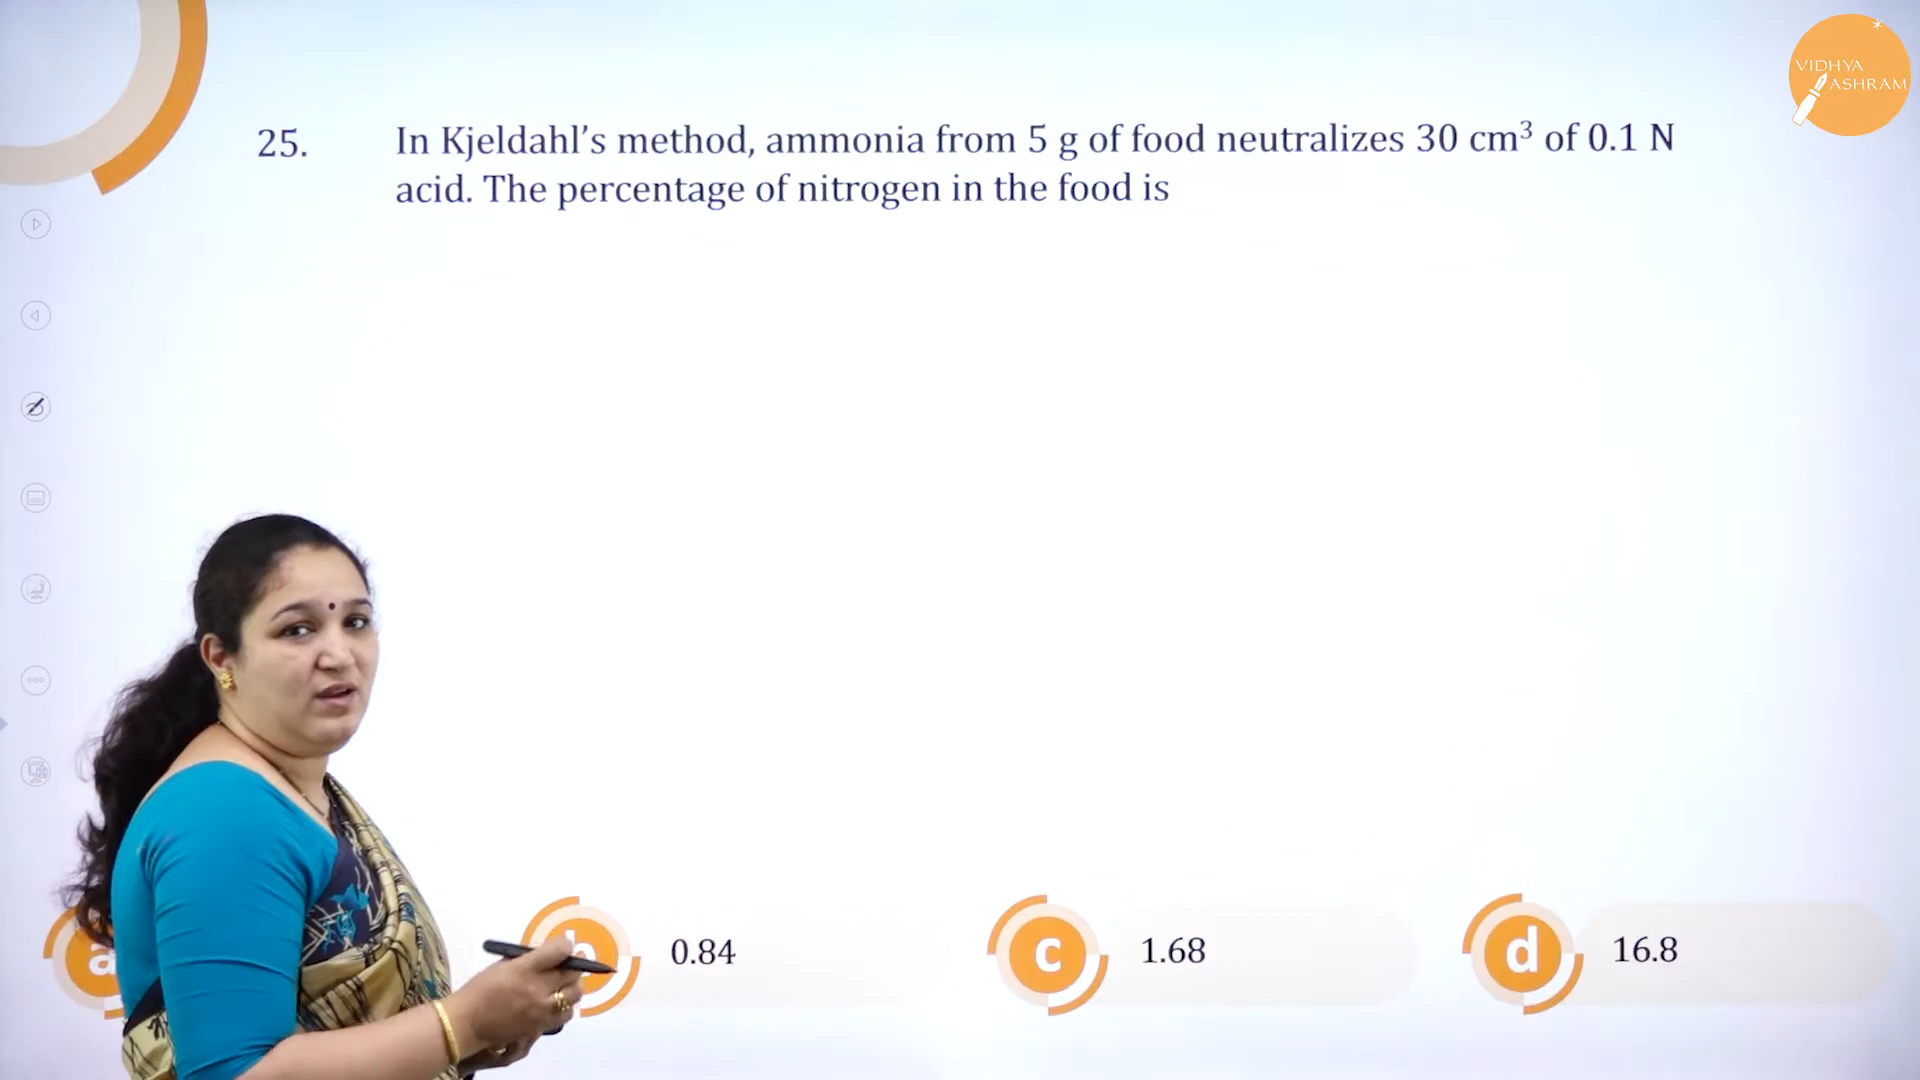 VIDHYA
ASHRAM
25. In Kjeldahl’s method, ammonia from 5 g of food neutralizes 30 cm³ of 0.1 N
acid. The percentage of nitrogen in the food is
a b 0.84 c 1.68 d 16.8